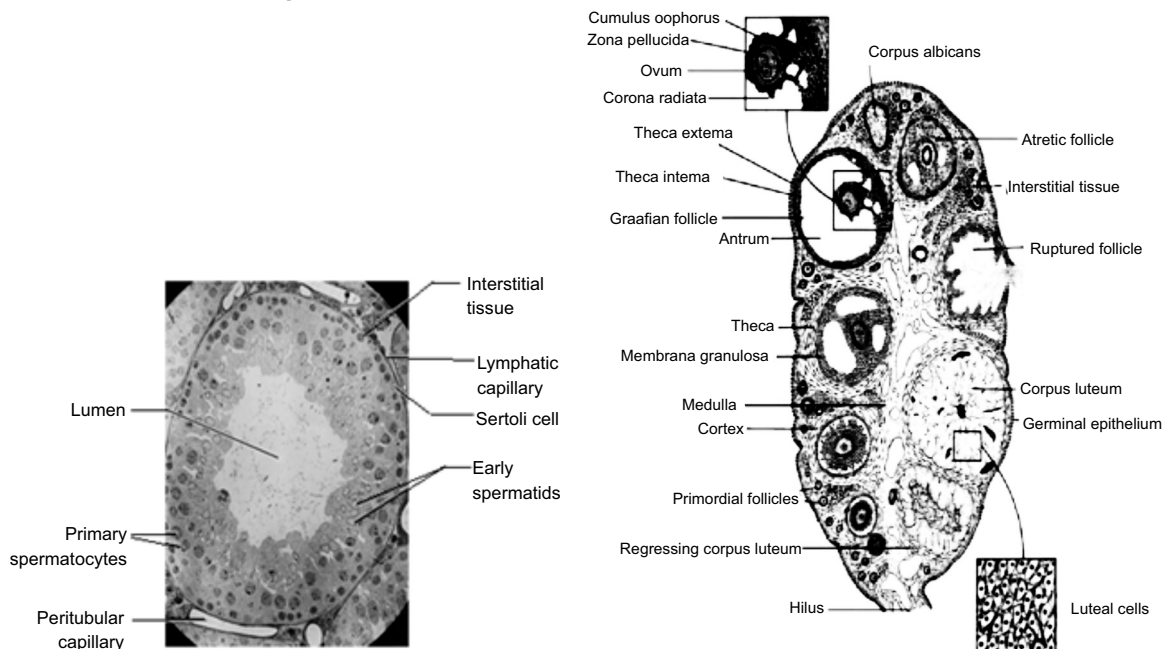 Interstitial
tissue
Lymphatic
capillary
Sertoli cell
Lumen
Early
spermatids
Primary
spermatocytes
Peritubular
capillary
Cumulus oophorus
Zona pellucida
Ovum
Corona radiata
Corpus albicans
Theca extema
Theca intema
Graafian follicle
Antrum
Atretic follicle
Interstitial tissue
Ruptured follicle
Theca
Membrana granulosa
Medulla
Cortex
Corpus luteum
Germinal epithelium
Primordial follicles
Regressing corpus luteum
Hilus
Luteal cells